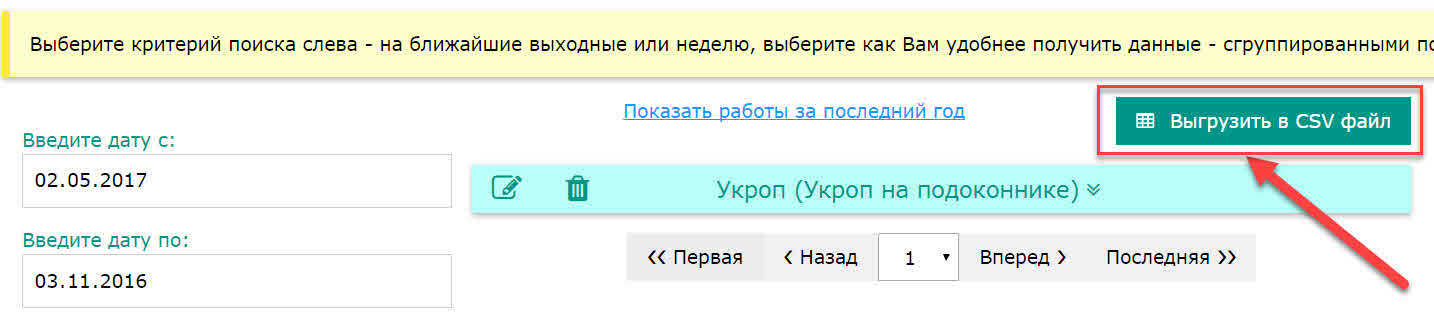 Выберите критерий поиска слева - на ближайшие выходные или неделю, выберите как Вам удобнее получить данные - сгруппированными
Показать работы за последний год
Выгрузить в CSV файл
Введите дату с:
02.05.2017
Укроп (Укроп на подоконнике)
Введите дату по:
03.11.2016
Первая Назад 1 Вперед Последняя